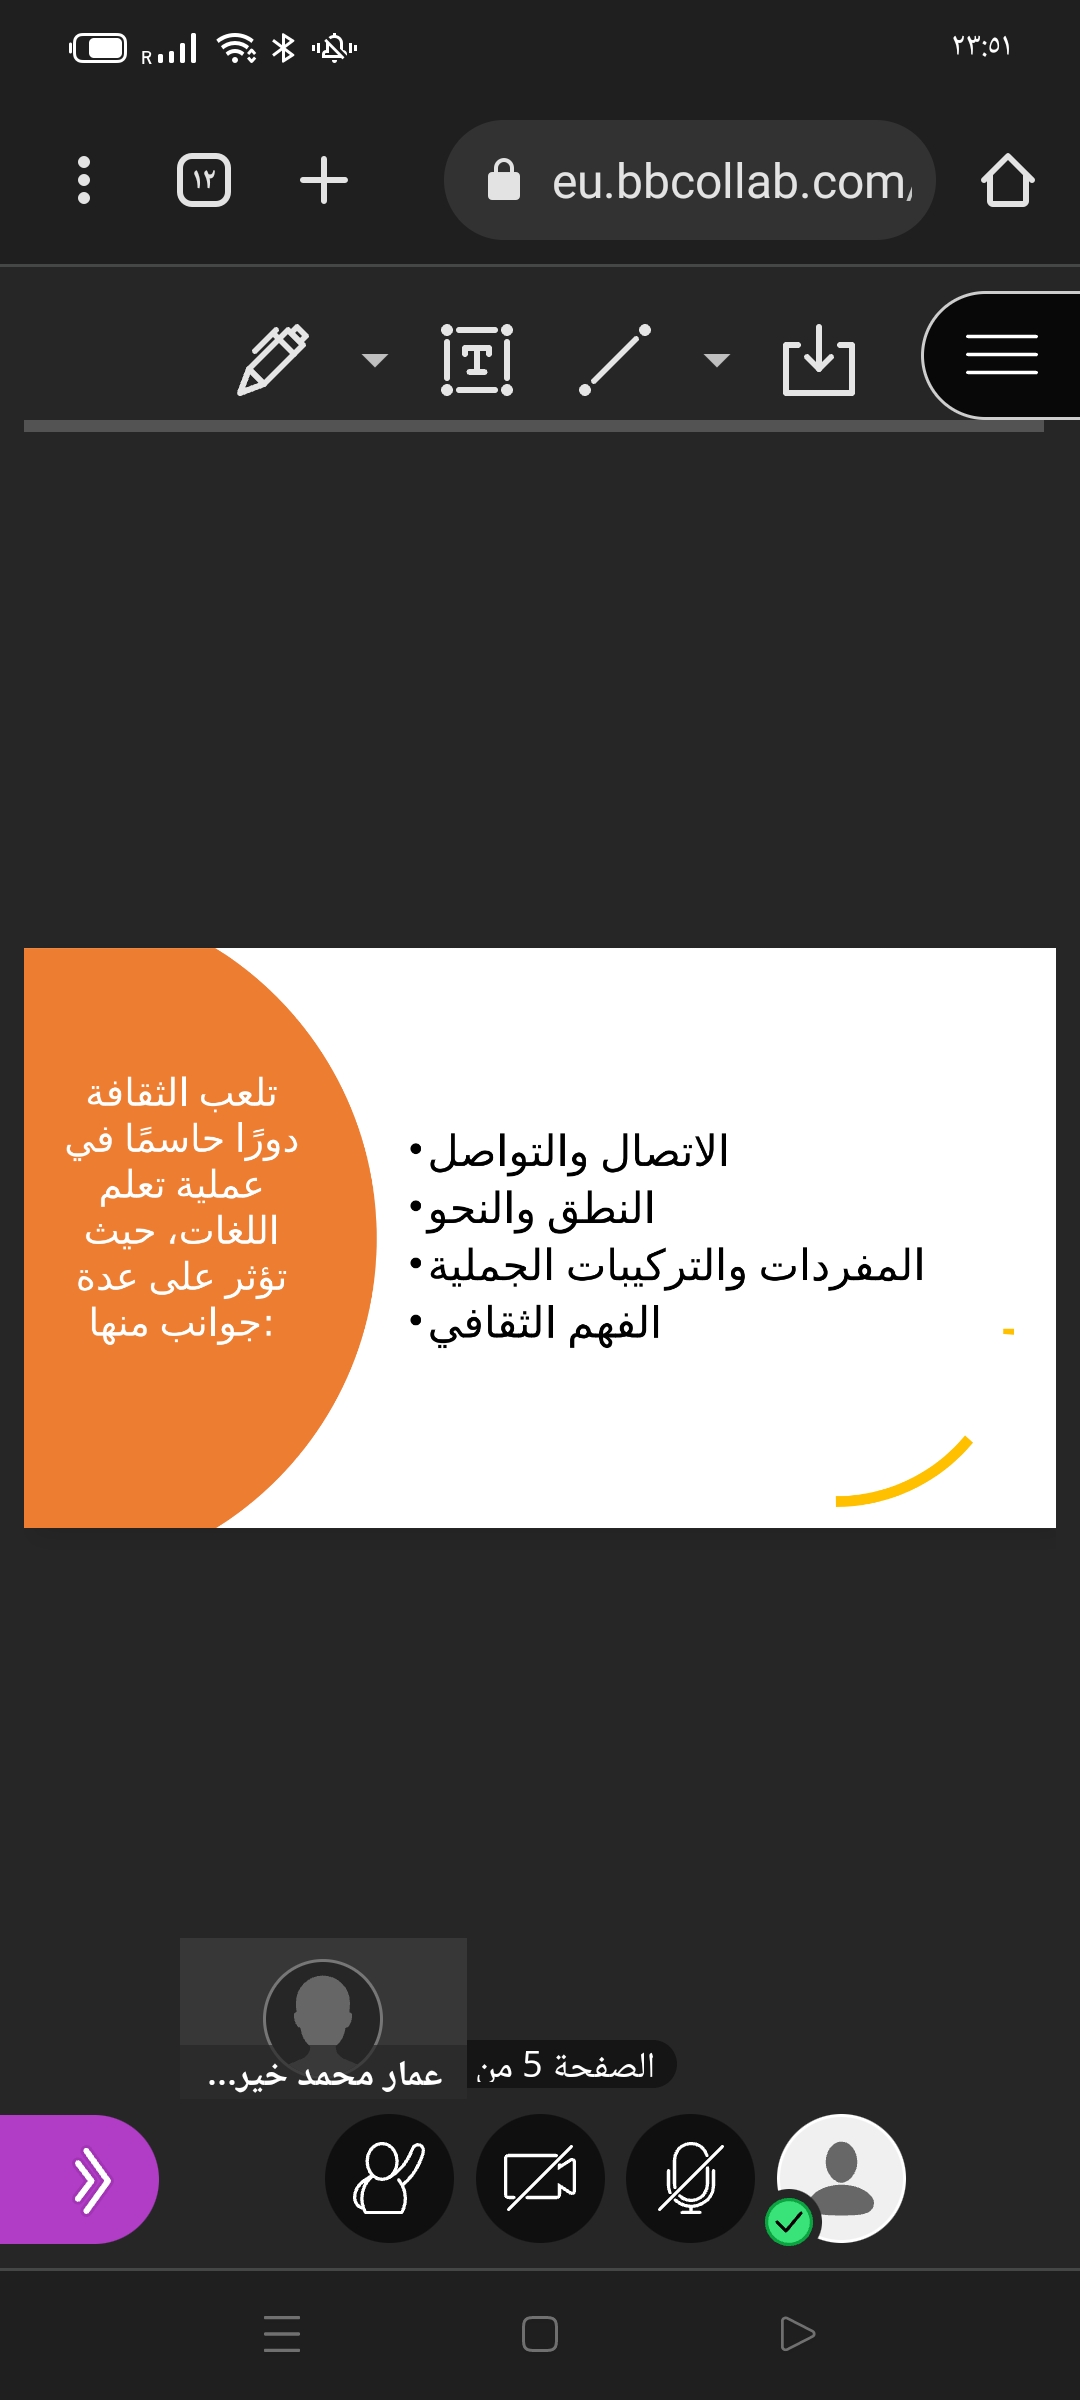 R
٢٣:٥١
١٢
eu.bbcollab.com
T
تلعب الثقافة
دورًا حاسمًا في
عملية تعلم
اللغات، حيث
تؤثر على عدة
جوانب منها:
• الاتصال والتواصل
• النطق والنحو
• المفردات والتركيبات الجملية
• الفهم الثقافي
عمار محمد خير...
الصفحة 5 من